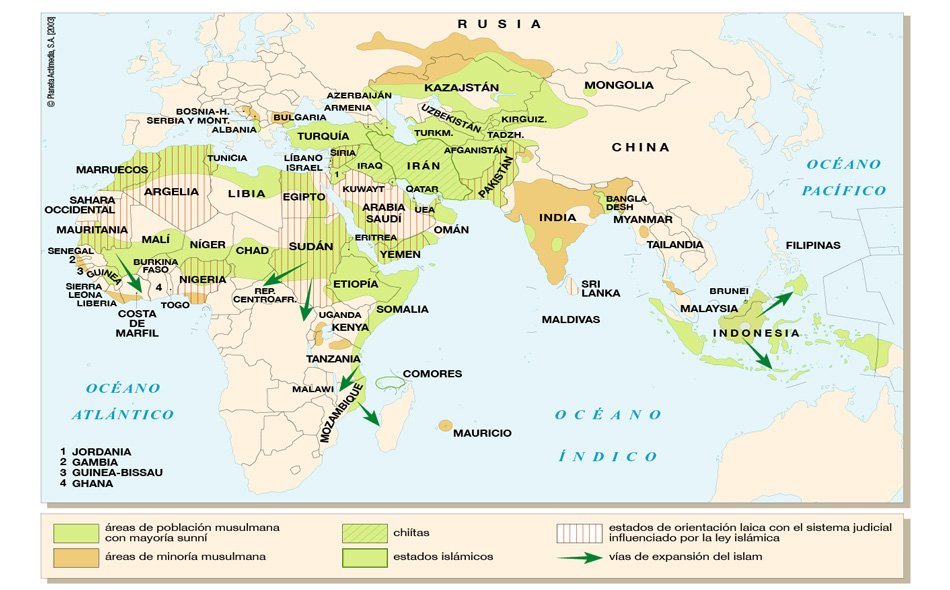 © Planeta Actimedia, S.A. [2003]
RUSIA
KAZAJSTÁN
MONGOLIA
AZERBAIJÁN
ARMENIA
BOSNIA-H.
SERBIA Y MONT.
ALBANIA
BULGARIA
UZBEKISTÁN
KIRGUIZ.
TURQUÍA
TURKM.
TADZH.
CHINA
TUNICIA
LÍBANO
ISRAEL
SIRIA
1
IRAQ
IRÁN
AFGANISTÁN
PAKISTÁN
OCÉANO
PACÍFICO
MARRUECOS
ARGELIA
LIBIA
EGIPTO
KUWAYT
QATAR
ARABIA
SAUDÍ
UEA
OMÁN
BANGLA
DESH
INDIA
MYANMAR
SAHARA
OCCIDENTAL
MAURITANIA
MALÍ
NÍGER
CHAD
SUDÁN
ERITREA
YEMEN
TAILANDIA
FILIPINAS
SENEGAL
2
3
GUINEA
BURKINA
FASO
4
NIGERIA
SIERRA
LEONA
LIBERIA
TOGO
REP.
CENTROAFR.
ETIOPÍA
SOMALIA
SRI
LANKA
BRUNEI
MALAYSIA
COSTA
DE
MARFIL
UGANDA
KENYA
MALDIVAS
INDONESIA
TANZANIA
MALAWI
COMORES
MOZAMBIQUE
MAURICIO
OCÉANO
ATLÁNTICO
OCÉANO
ÍNDICO
1 JORDANIA
2 GAMBIA
3 GUINEA-BISSAU
4 GHANA
áreas de población musulmana
con mayoría sunní
áreas de minoría musulmana
chiítas
estados islámicos
estados de orientación laica con el sistema judicial
influenciado por la ley islámica
vías de expansión del islam